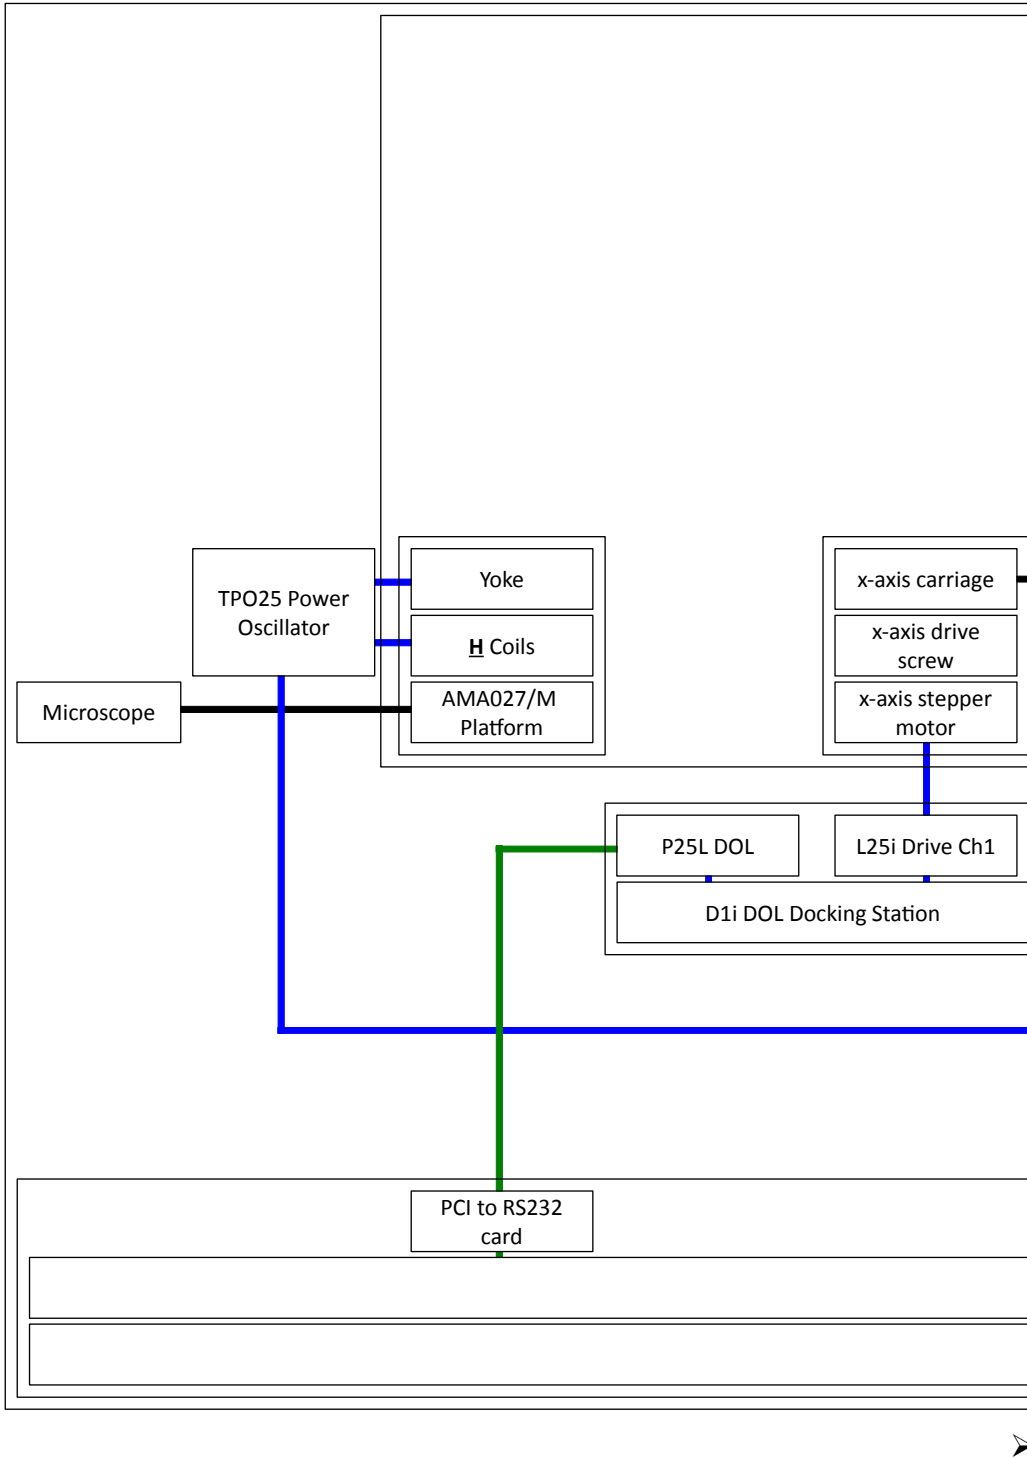 Yoke
TPO25 Power
Oscillator
H Coils
Microscope
AMA027/M
Platform
x-axis carriage
x-axis drive
screw
x-axis stepper
motor
P25L DOL
L25i Drive Ch1
D1i DOL Docking Station
PCI to RS232
card